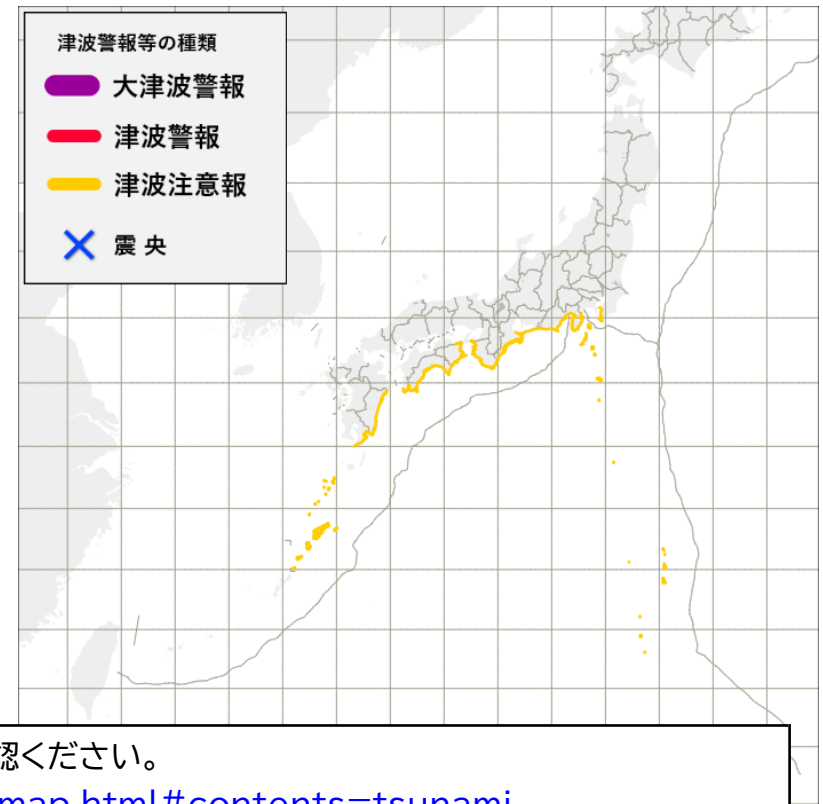 津波警報等の種類
大津波警報
津波警報
津波注意報
震央
認ください。
map.html#contents=tsunami